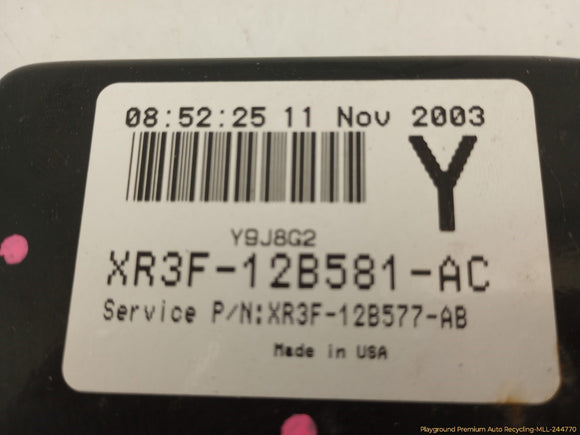 08:52:25 11 Nov 2003
Y
Y9J8G2
XR3F-12B581-AC
Service P/N:XR3F-12B577-AB
Made in USA
Playground Premium Auto Recycling-MLL-244770